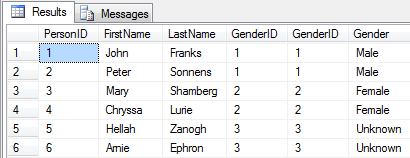 Results Messages
PersonID FirstName LastName GenderID GenderID Gender
1 1 John Franks 1 1 Male
2 2 Peter Sonnens 1 1 Male
3 3 Mary Shamberg 2 2 Female
4 4 Chryssa Lurie 2 2 Female
5 5 Hellah Zanogh 3 3 Unknown
6 6 Amie Ephron 3 3 Unknown